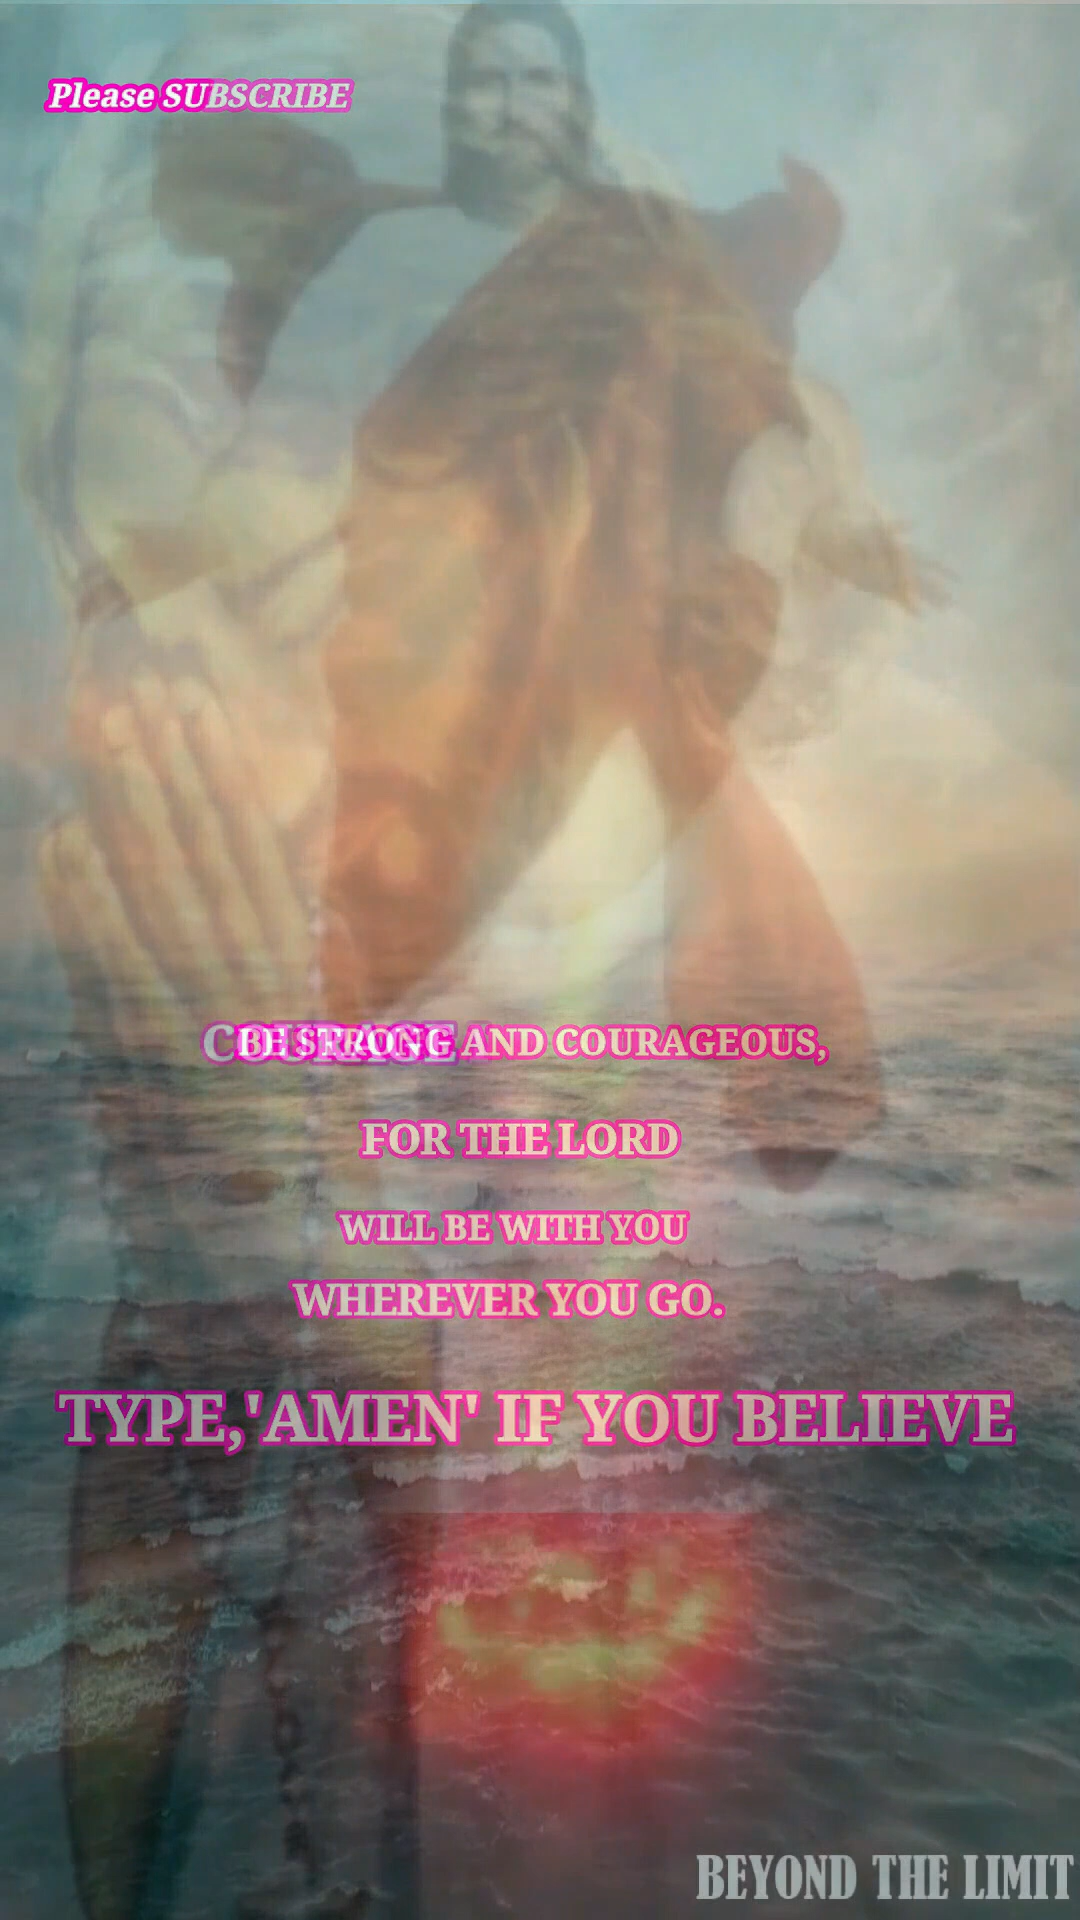 Please SUBSCRIBE
COURAGE
BE STRONG AND COURAGEOUS,
FOR THE LORD
WILL BE WITH YOU
WHEREVER YOU GO.
TYPE,'AMEN' IF YOU BELIEVE
BEYOND THE LIMIT